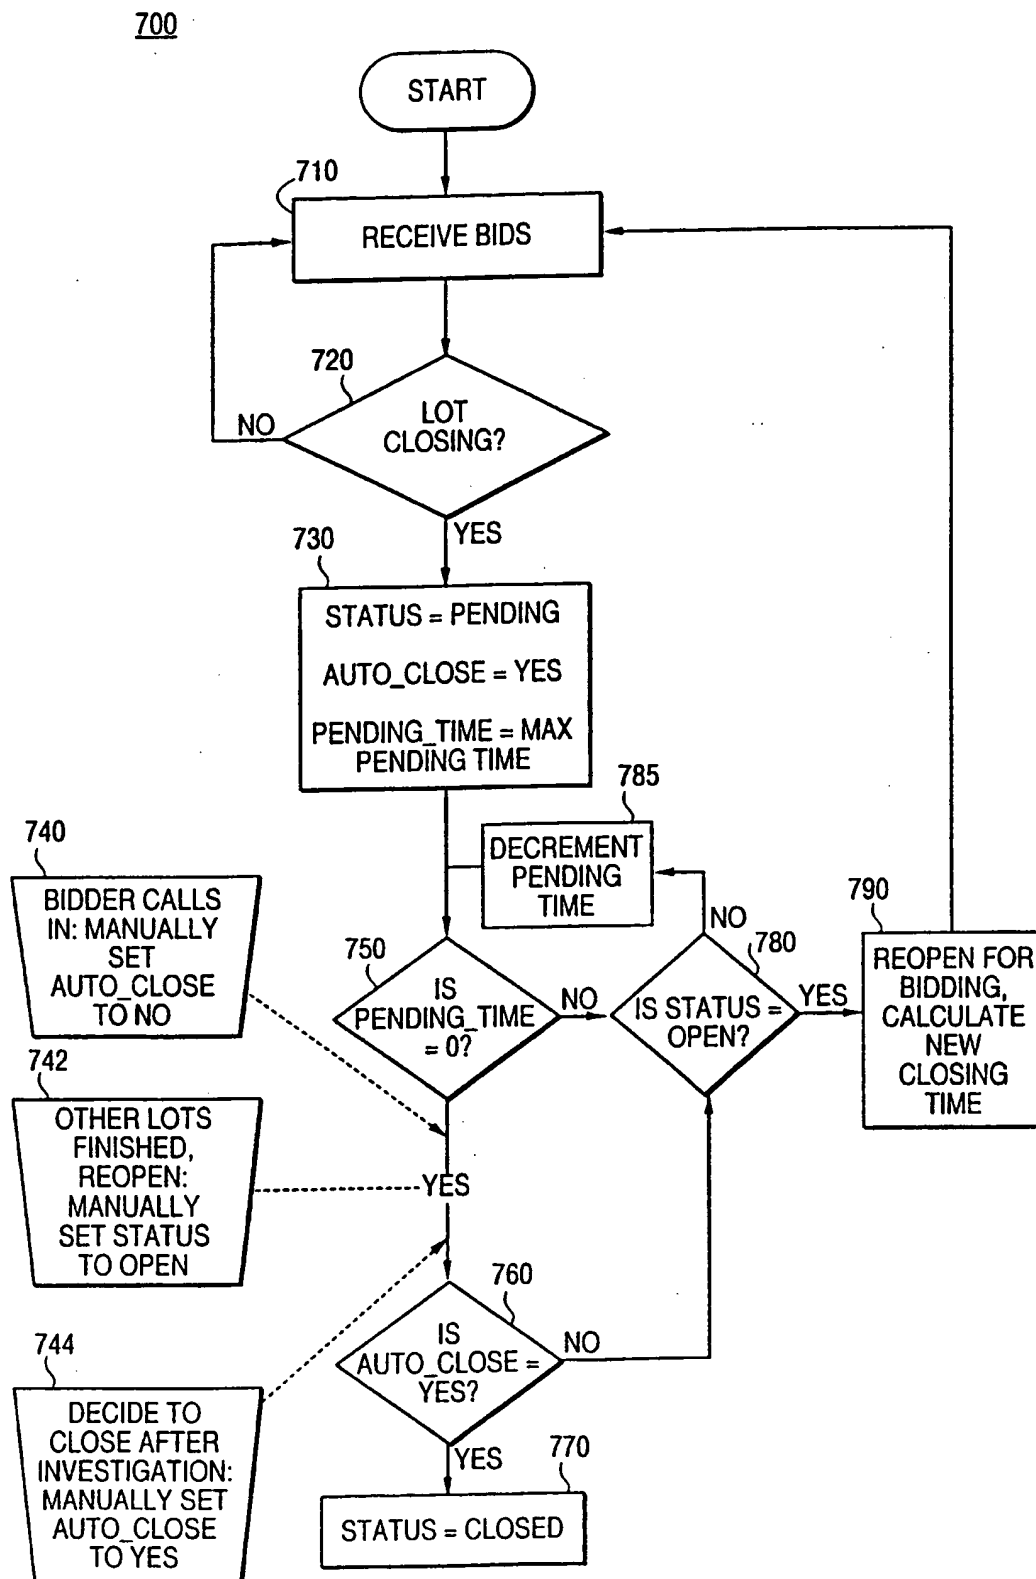 700
START
710
RECEIVE BIDS
720
LOT
CLOSING?
NO
YES
730
STATUS = PENDING
AUTO_CLOSE = YES
PENDING_TIME = MAX
PENDING TIME
785
DECREMENT
PENDING
TIME
740
BIDDER CALLS
IN: MANUALLY
SET
AUTO_CLOSE
TO NO
750
IS
PENDING_TIME
= 0?
NO
NO
780
IS STATUS =
OPEN?
YES
790
REOPEN FOR
BIDDING,
CALCULATE
NEW
CLOSING
TIME
742
OTHER LOTS
FINISHED,
REOPEN:
MANUALLY
SET STATUS
TO OPEN
YES
760
IS
AUTO_CLOSE =
YES?
NO
744
DECIDE TO
CLOSE AFTER
INVESTIGATION:
MANUALLY SET
AUTO_CLOSE
TO YES
YES
770
STATUS = CLOSED